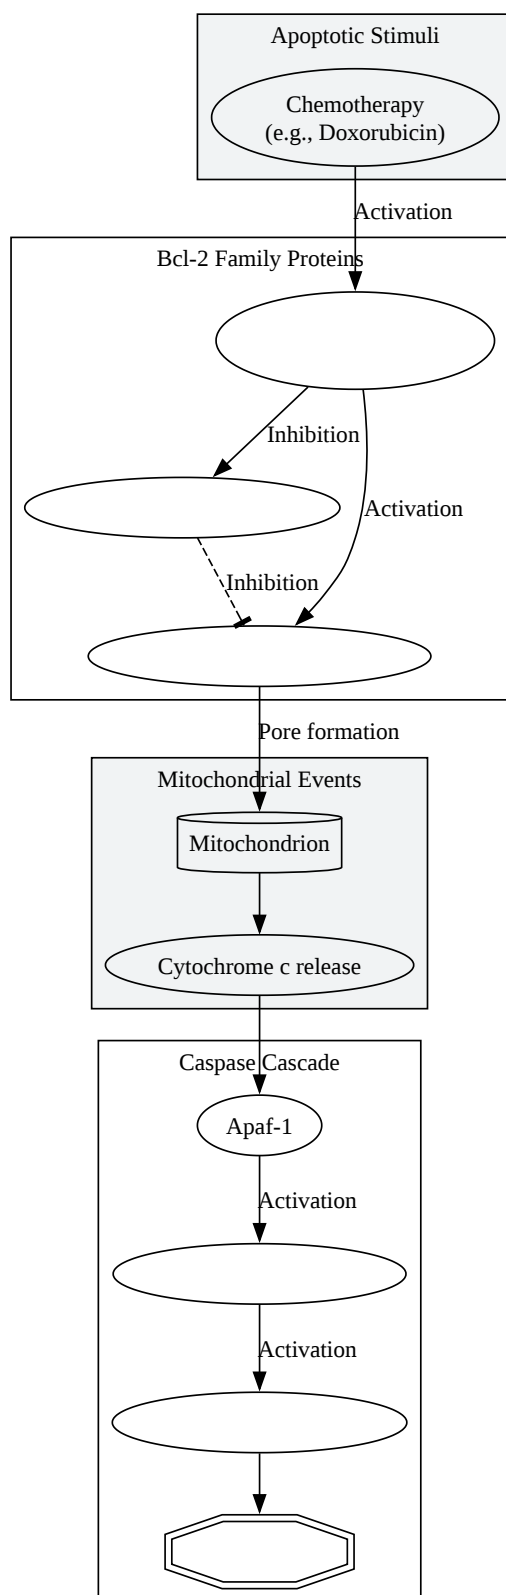 Apoptotic Stimuli
Chemotherapy
(e.g., Doxorubicin)
Activation
Bcl-2 Family Proteins
Inhibition
Activation
Inhibition
Pore formation
Mitochondrial Events
Mitochondrion
Cytochrome c release
Caspase Cascade
Apaf-1
Activation
Activation